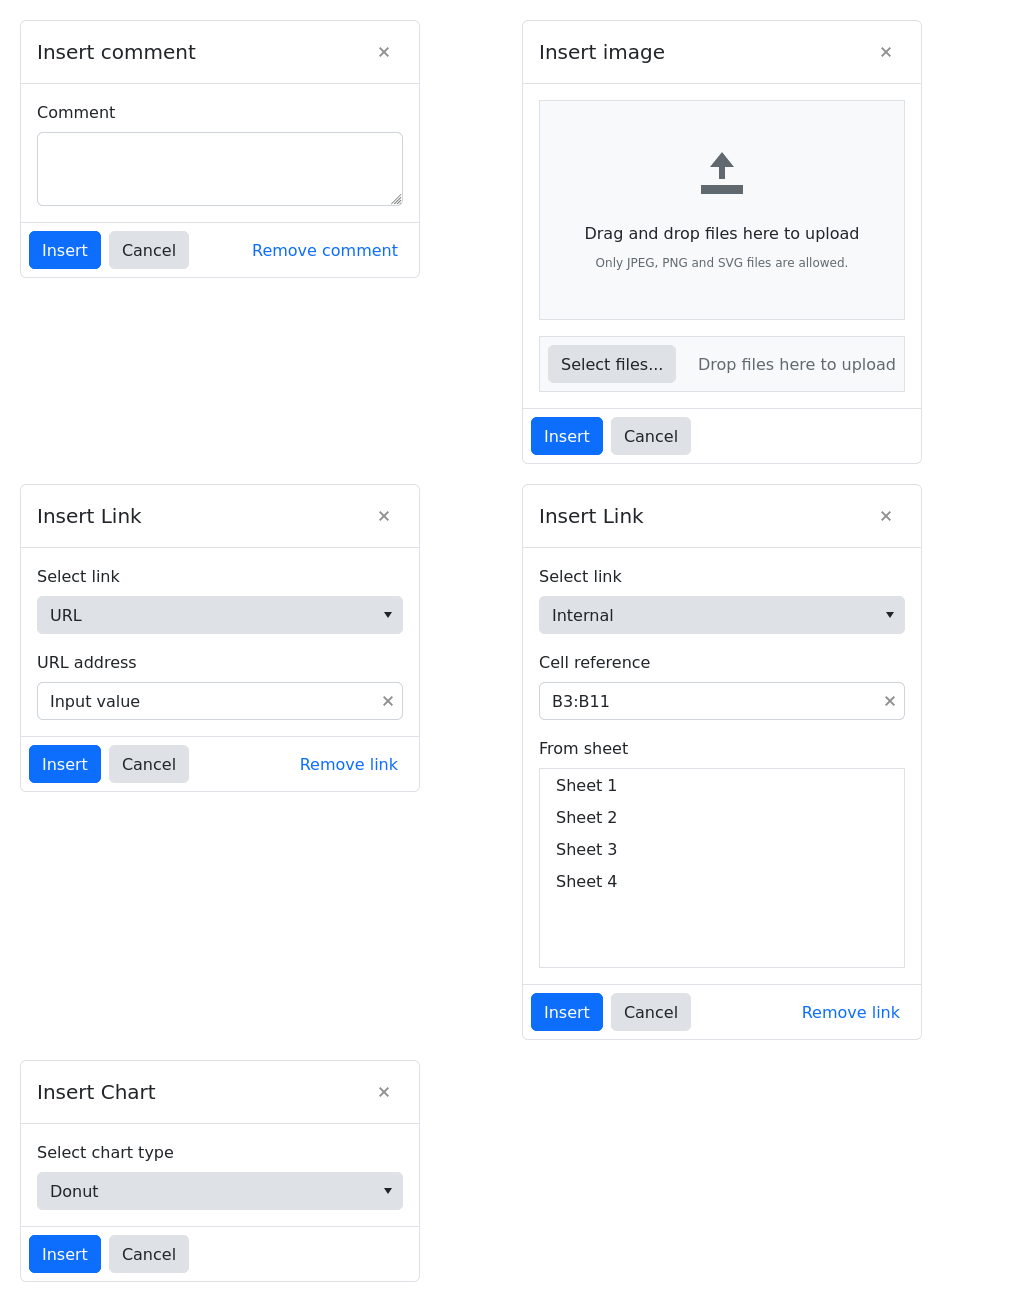 Insert comment
Comment
Insert Cancel Remove comment
Insert image
Drag and drop files here to upload
Only JPEG, PNG and SVG files are allowed.
Select files... Drop files here to upload
Insert Cancel
Insert Link
Select link
URL
URL address
Input value
Insert Cancel Remove link
Insert Link
Select link
Internal
Cell reference
B3:B11
From sheet
Sheet 1
Sheet 2
Sheet 3
Sheet 4
Insert Cancel Remove link
Insert Chart
Select chart type
Donut
Insert Cancel